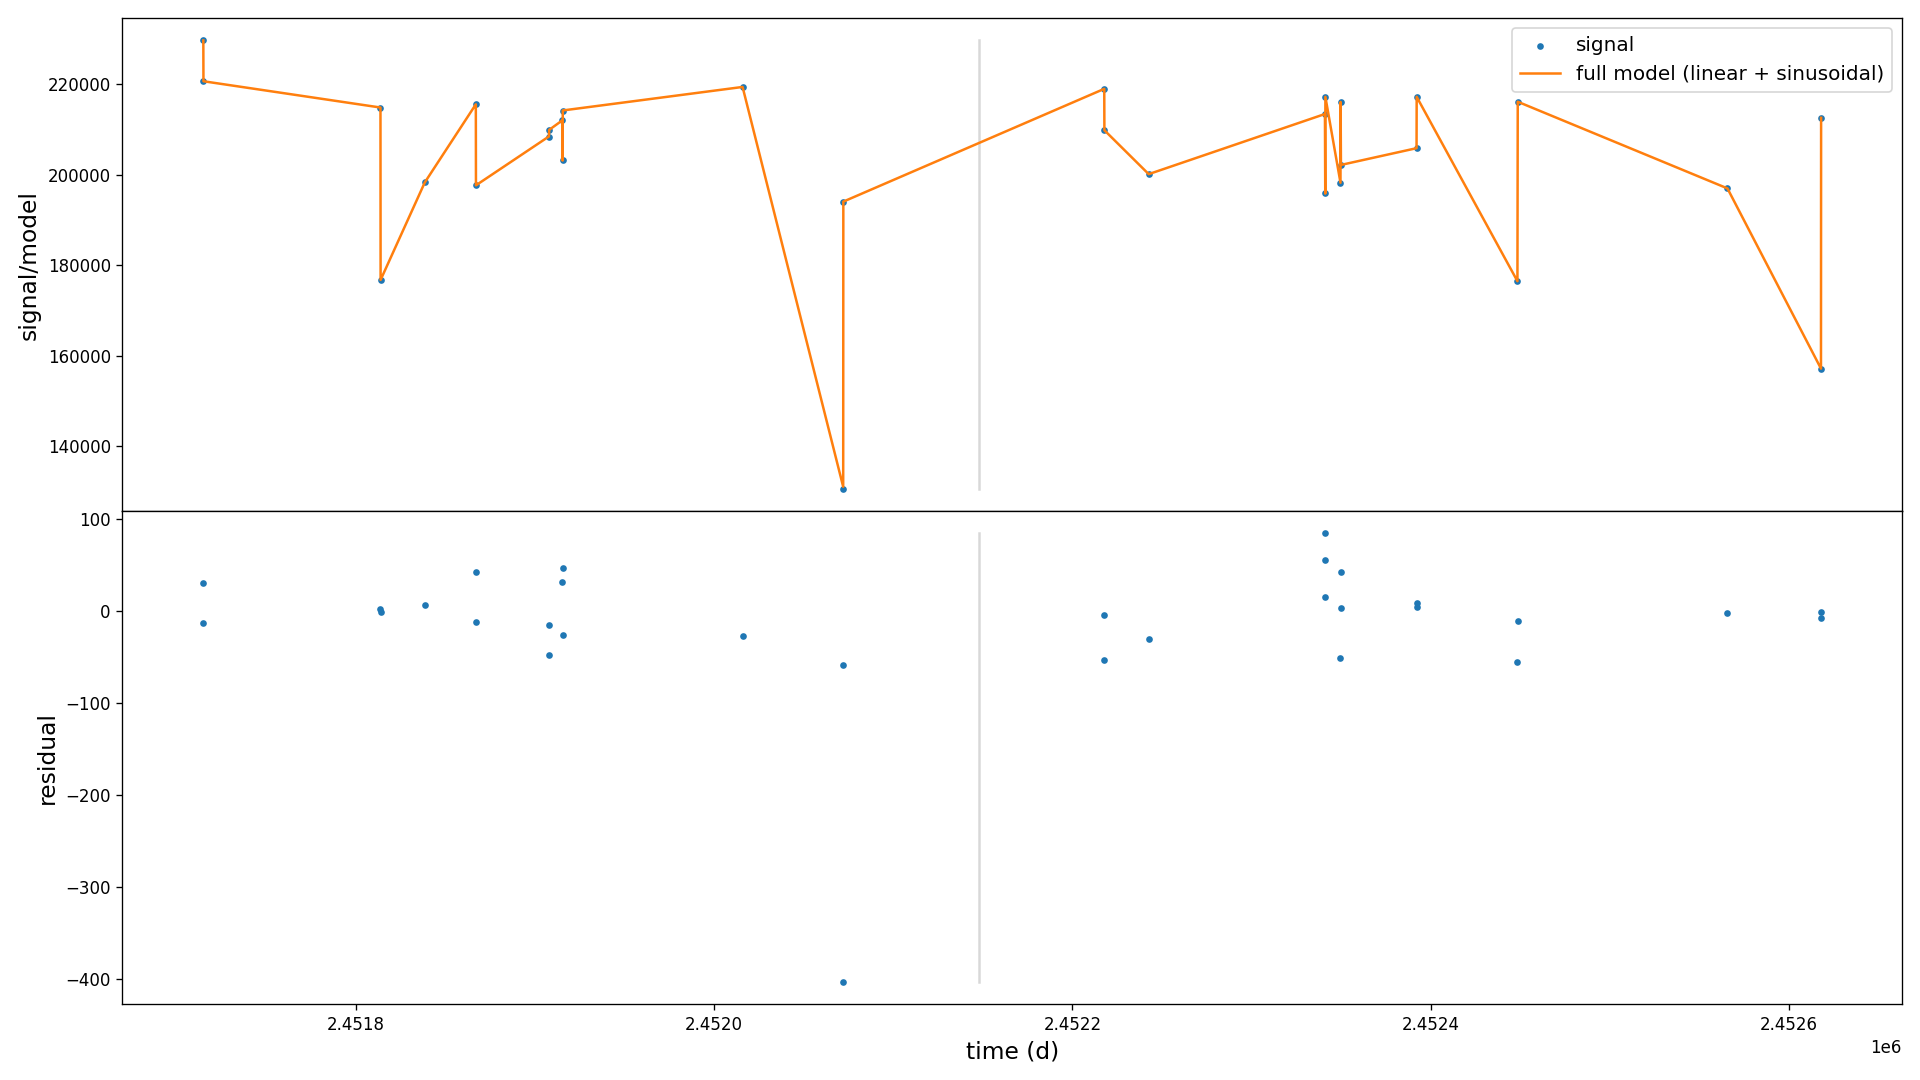 signal
full model (linear + sinusoidal)
220000
200000
180000
160000
140000
signal/model
100
0
−100
−200
−300
−400
residual
2.4518
2.4520
2.4522
2.4524
2.4526
1e6
time (d)